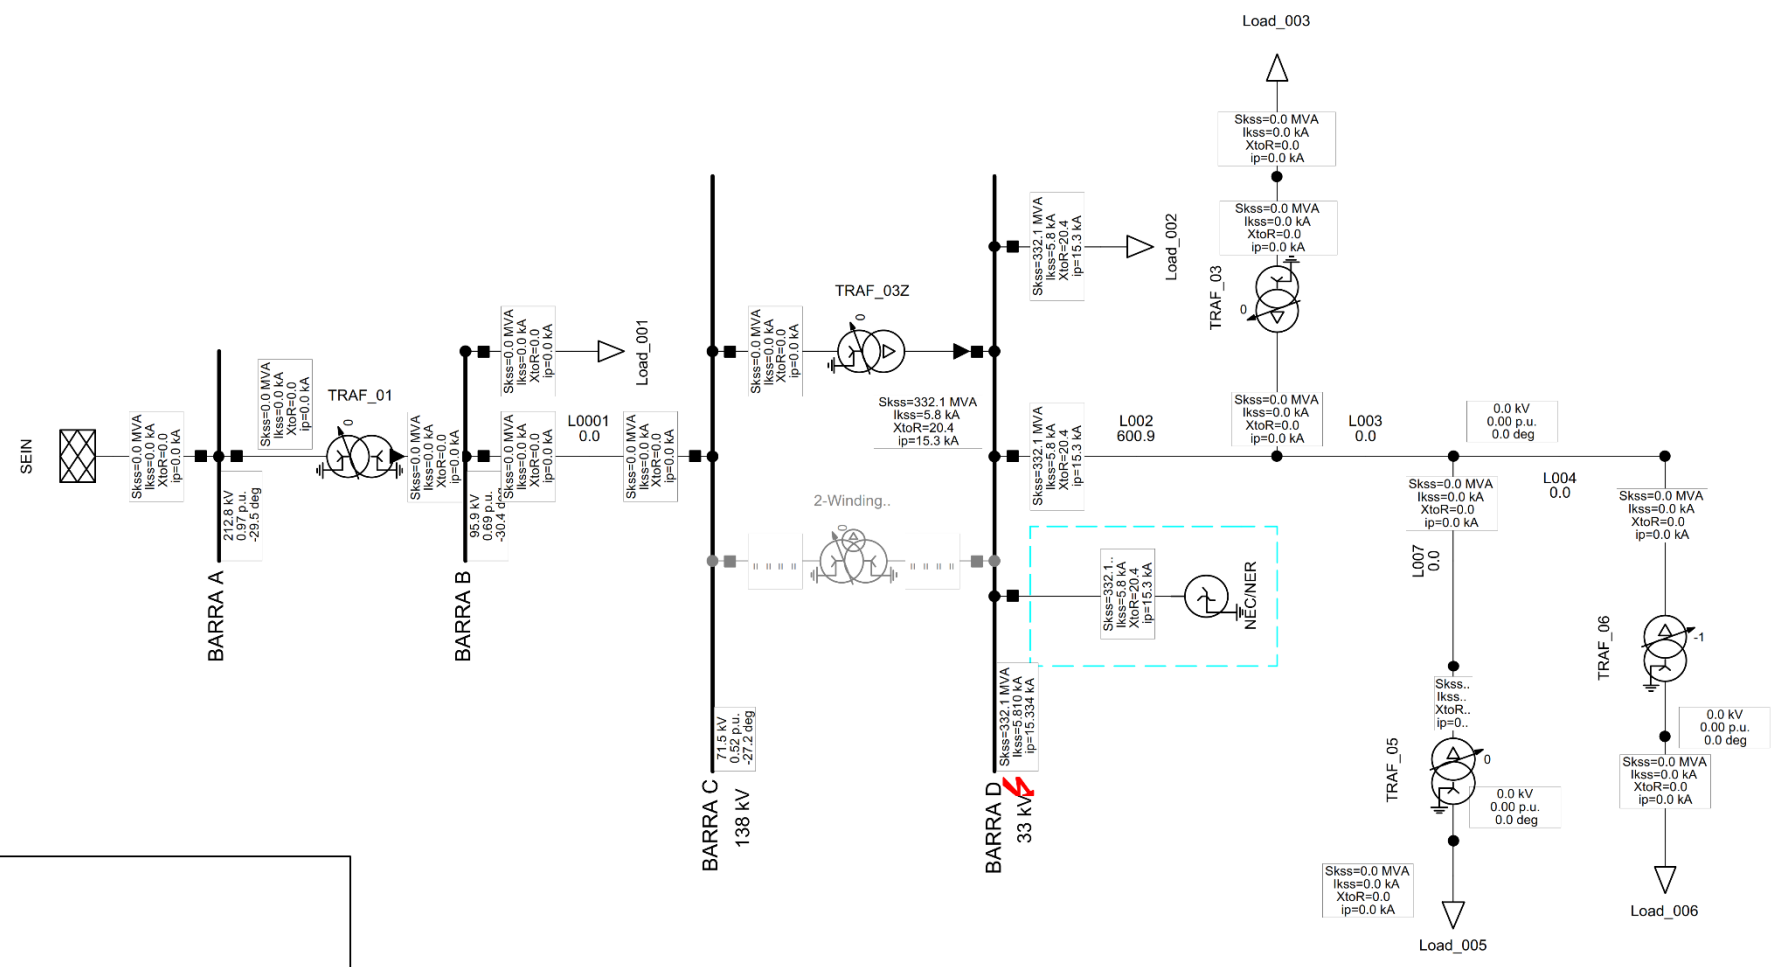 Load_003
Skss=0.0 MVA
Ikss=0.0 kA
XtoR=0.0
ip=0.0 kA
Skss=0.0 MVA
Ikss=0.0 kA
XtoR=0.0
ip=0.0 kA
TRAF_03
0
Skss=0.0 MVA
Ikss=0.0 kA
XtoR=0.0
ip=0.0 kA
SEIN
Skss=0.0 MVA
Ikss=0.0 kA
XtoR=0.0
ip=0.0 kA
212.8 kV
0.97 p.u.
-29.5 deg
BARRA A
Skss=0.0 MVA
Ikss=0.0 kA
XtoR=0.0
ip=0.0 kA
TRAF_01
0
Skss=0.0 MVA
Ikss=0.0 kA
XtoR=0.0
ip=0.0 kA
95.9 kV
0.69 p.u.
-30.4 deg
BARRA B
Skss=0.0 MVA
Ikss=0.0 kA
XtoR=0.0
ip=0.0 kA
Load_001
Skss=0.0 MVA
Ikss=0.0 kA
XtoR=0.0
ip=0.0 kA
L0001
0.0
Skss=0.0 MVA
Ikss=0.0 kA
XtoR=0.0
ip=0.0 kA
71.5 kV
0.52 p.u.
-27.2 deg
BARRA C
138 kV
Skss=0.0 MVA
Ikss=0.0 kA
XtoR=0.0
ip=0.0 kA
TRAF_03Z
0
Skss=332.1 MVA
Ikss=5.8 kA
XtoR=20.4
ip=15.3 kA
2-Winding..
0
Skss=332.1 MVA
Ikss=5.8 kA
XtoR=20.4
ip=15.3 kA
Load_002
Skss=332.1 MVA
Ikss=5.8 kA
XtoR=20.4
ip=15.3 kA
L002
600.9
L003
0.0
0.0 kV
0.00 p.u.
0.0 deg
L004
0.0
Skss=332.1..
Ikss=5.8 kA
XtoR=20.4
ip=15.3 kA
NEC/NER
Skss=332.1 MVA
Ikss=5.810 kA
ip=15.334 kA
BARRA D
33 kV
Skss=0.0 MVA
Ikss=0.0 kA
XtoR=0.0
ip=0.0 kA
L007
0.0
Skss..
Ikss..
XtoR..
ip=0..
TRAF_05
0
0.0 kV
0.00 p.u.
0.0 deg
Skss=0.0 MVA
Ikss=0.0 kA
XtoR=0.0
ip=0.0 kA
Load_005
Skss=0.0 MVA
Ikss=0.0 kA
XtoR=0.0
ip=0.0 kA
TRAF_06
-1
0.0 kV
0.00 p.u.
0.0 deg
Skss=0.0 MVA
Ikss=0.0 kA
XtoR=0.0
ip=0.0 kA
Load_006